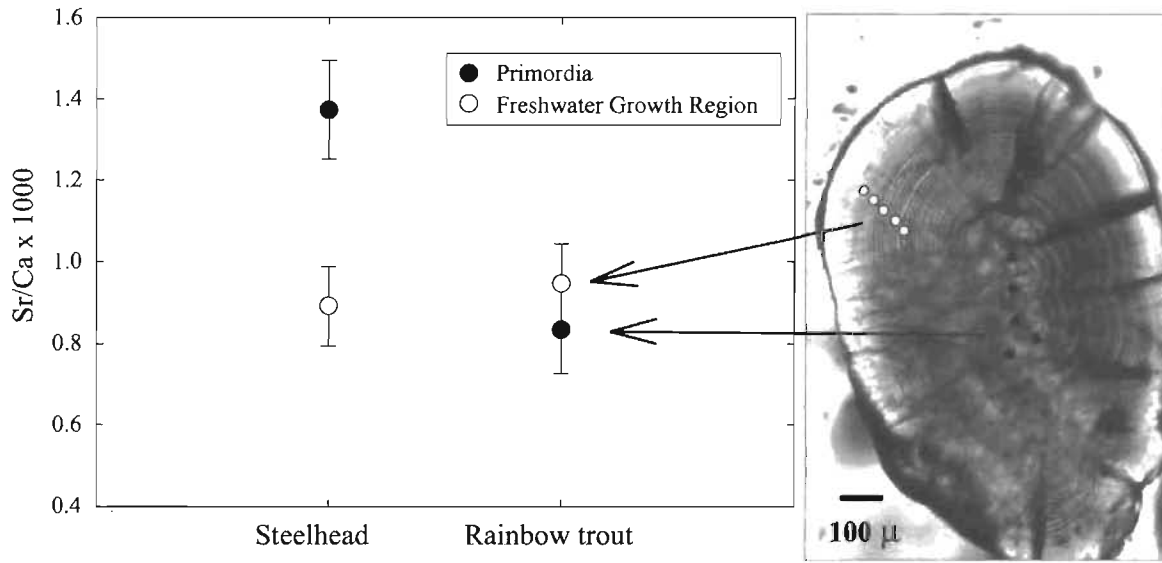 1.6
1.4
1.2
1.0
0.8
0.6
0.4
Sr/Ca x 1000
Primordia
Freshwater Growth Region
Steelhead
Rainbow trout
100 μ